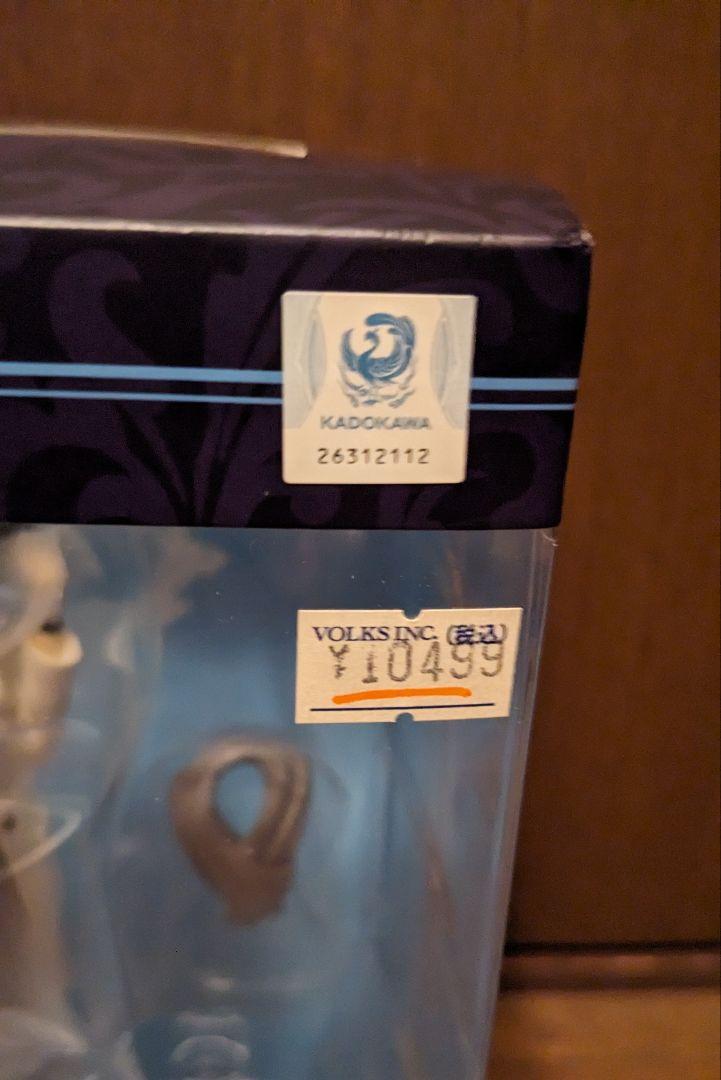 KADOKAWA
26312112
VOLKS INC. (税込)
¥10499